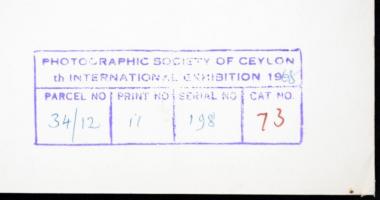 PHOTOGRAPHIC SOCIETY OF CEYLON
th INTERNATIONAL EXHIBITION 1968
PARCEL NO PRINT NO SERIAL NO CAT NO.
34/12 11 198 73